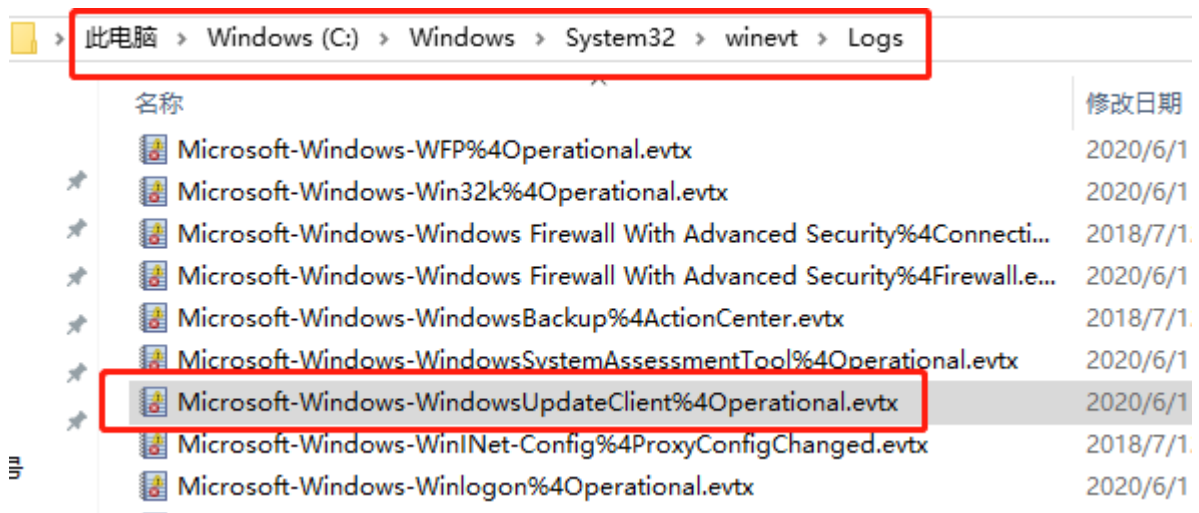 此电脑 > Windows (C:) > Windows > System32 > winevt > Logs
名称 修改日期
Microsoft-Windows-WFP%4Operational.evtx 2020/6/1
Microsoft-Windows-Win32k%4Operational.evtx 2020/6/1
Microsoft-Windows-Windows Firewall With Advanced Security%4Connecti... 2018/7/1
Microsoft-Windows-Windows Firewall With Advanced Security%4Firewall.e... 2020/6/1
Microsoft-Windows-WindowsBackup%4ActionCenter.evtx 2018/7/1
Microsoft-Windows-WindowsSystemAssessmentTool%4Operational.evtx 2020/6/1
Microsoft-Windows-WindowsUpdateClient%4Operational.evtx 2020/6/1
Microsoft-Windows-WinINet-Config%4ProxyConfigChanged.evtx 2018/7/1
号
Microsoft-Windows-Winlogon%4Operational.evtx 2020/6/1